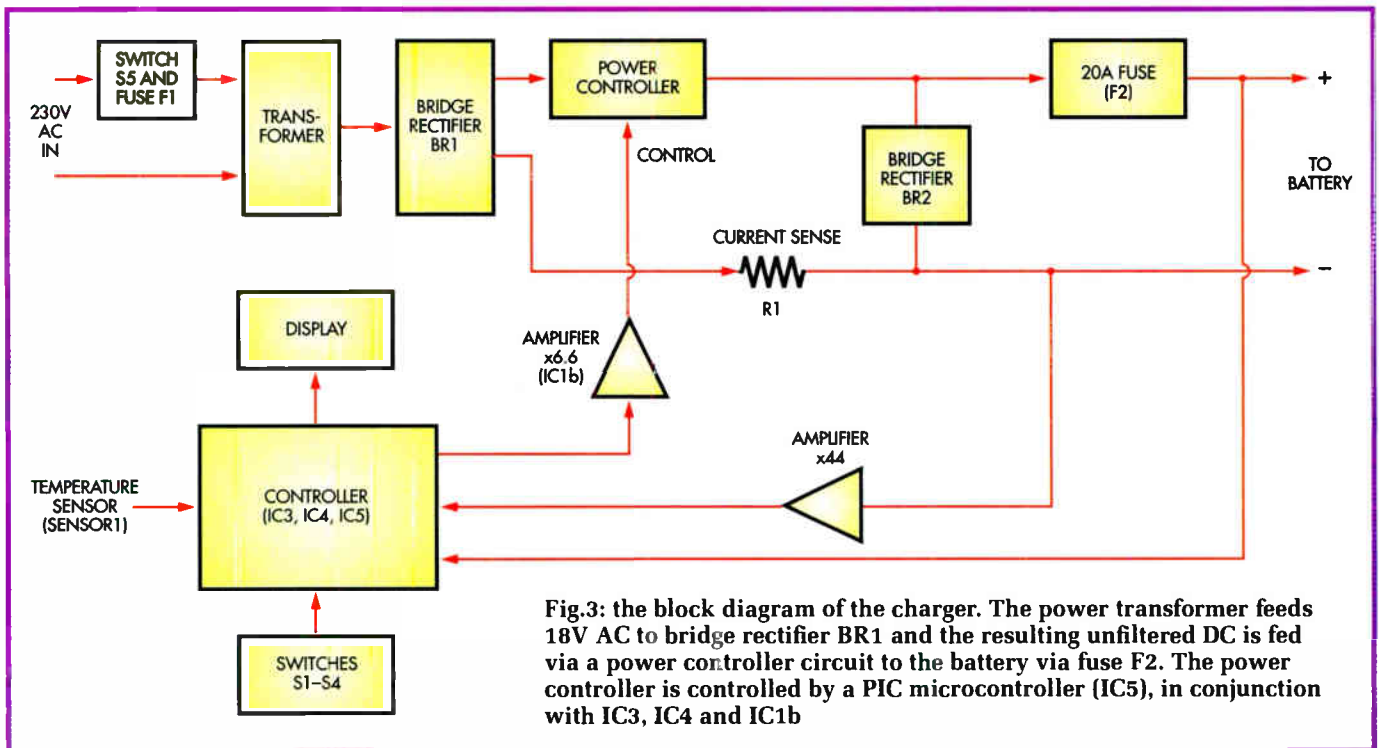 SWITCH
S5 AND
FUSE F1
230V
AC
IN
TRANS-
FORMER
BRIDGE
RECTIFIER
BR1
POWER
CONTROLLER
CONTROL
20A FUSE
(F2)
+
TO
BATTERY
–
BRIDGE
RECTIFIER
BR2
CURRENT SENSE
R1
DISPLAY
AMPLIFIER
x6.6
(IC1b)
AMPLIFIER
x44
TEMPERATURE
SENSOR
(SENSOR1)
CONTROLLER
(IC3, IC4, IC5)
SWITCHES
S1–S4
Fig.3: the block diagram of the charger. The power transformer feeds
18V AC to bridge rectifier BR1 and the resulting unfiltered DC is fed
via a power controller circuit to the battery via fuse F2. The power
controller is controlled by a PIC microcontroller (IC5), in conjunction
with IC3, IC4 and IC1b